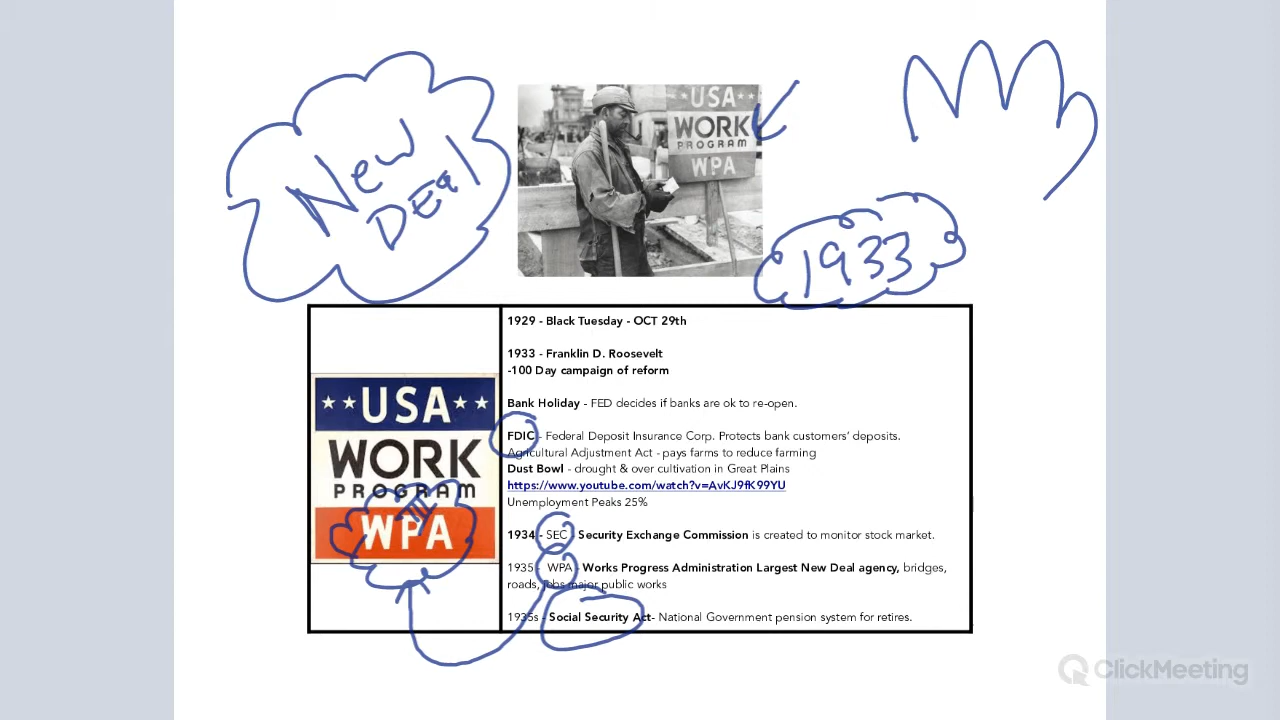 New
DEal
USA
WORK
PROGRAM
WPA
1933
USA
WORK
PROGRAM
WPA
1929 - Black Tuesday - OCT 29th
1933 - Franklin D. Roosevelt
-100 Day campaign of reform
Bank Holiday - FED decides if banks are ok to re-open.
FDIC - Federal Deposit Insurance Corp. Protects bank customers' deposits.
Agricultural Adjustment Act - pays farms to reduce farming
Dust Bowl - drought & over cultivation in Great Plains
https://www.youtube.com/watch?v=AvKJ9fK99YU
Unemployment Peaks 25%
1934 - SEC - Security Exchange Commission is created to monitor stock market.
1935 - WPA - Works Progress Administration Largest New Deal agency, bridges,
roads, jobs major public works
1935s - Social Security Act- National Government pension system for retires.
ClickMeeting